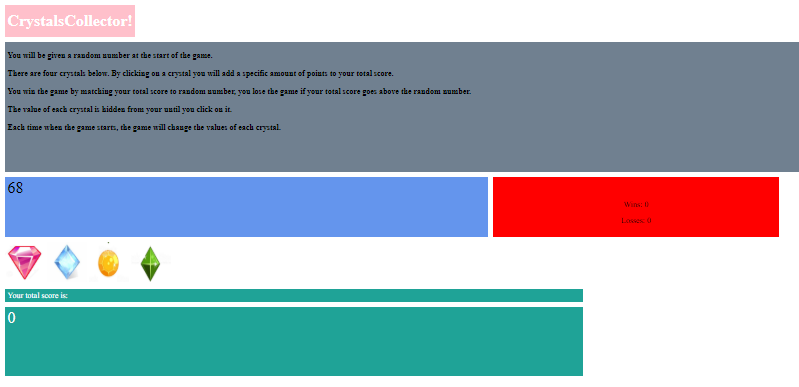 CrystalsCollector!
You will be given a random number at the start of the game.
There are four crystals below. By clicking on a crystal you will add a specific amount of points to your total score.
You win the game by matching your total score to random number, you lose the game if your total score goes above the random number.
The value of each crystal is hidden from your until you click on it.
Each time when the game starts, the game will change the values of each crystal.
68
Wins: 0
Losses: 0
Your total score is:
0